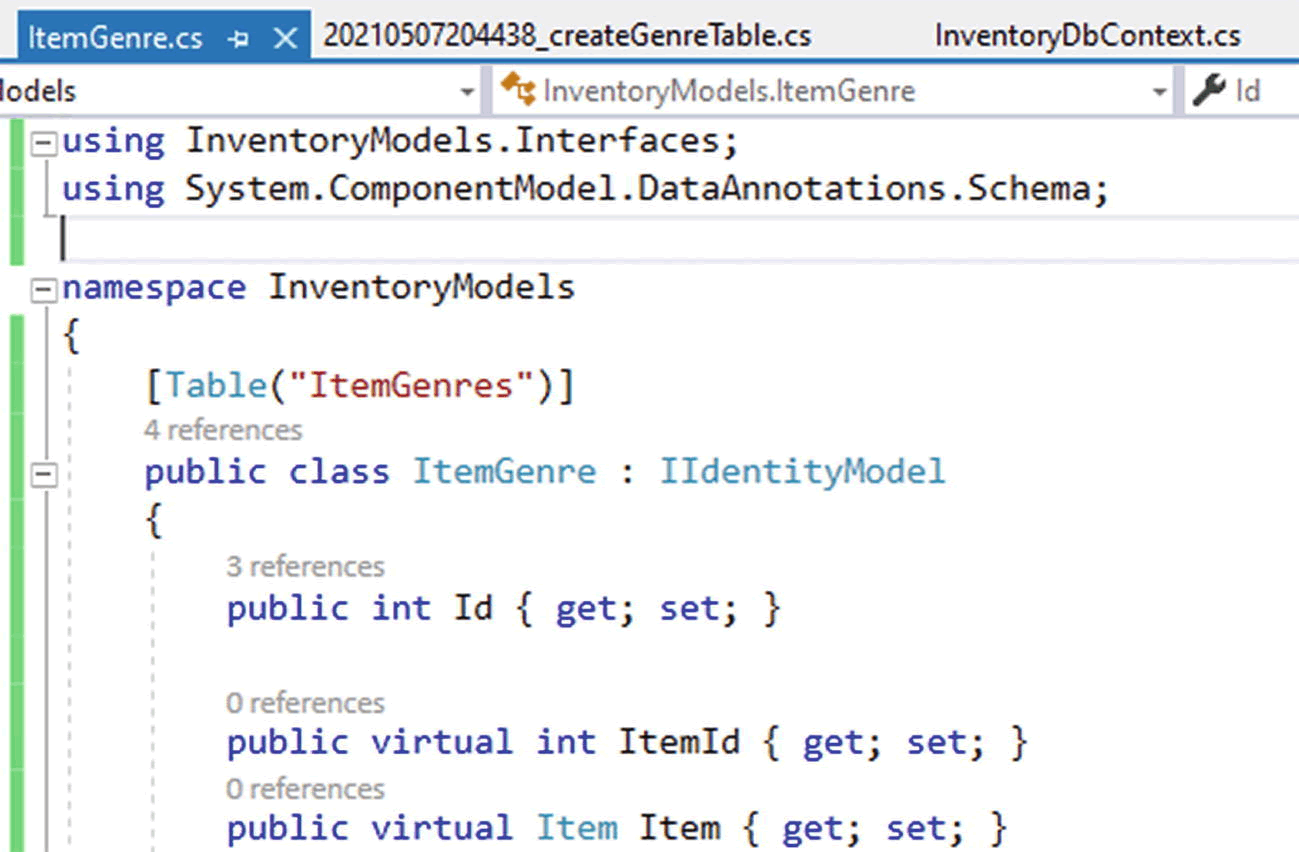 ItemGenre.cs 20210507204438_createGenreTable.cs InventoryDbContext.cs
lodels InventoryModels.ItemGenre Id
using InventoryModels.Interfaces;
using System.ComponentModel.DataAnnotations.Schema;
namespace InventoryModels
{
[Table("ItemGenres")]
4 references
public class ItemGenre : IIdentityModel
{
3 references
public int Id { get; set; }
0 references
public virtual int ItemId { get; set; }
0 references
public virtual Item Item { get; set; }